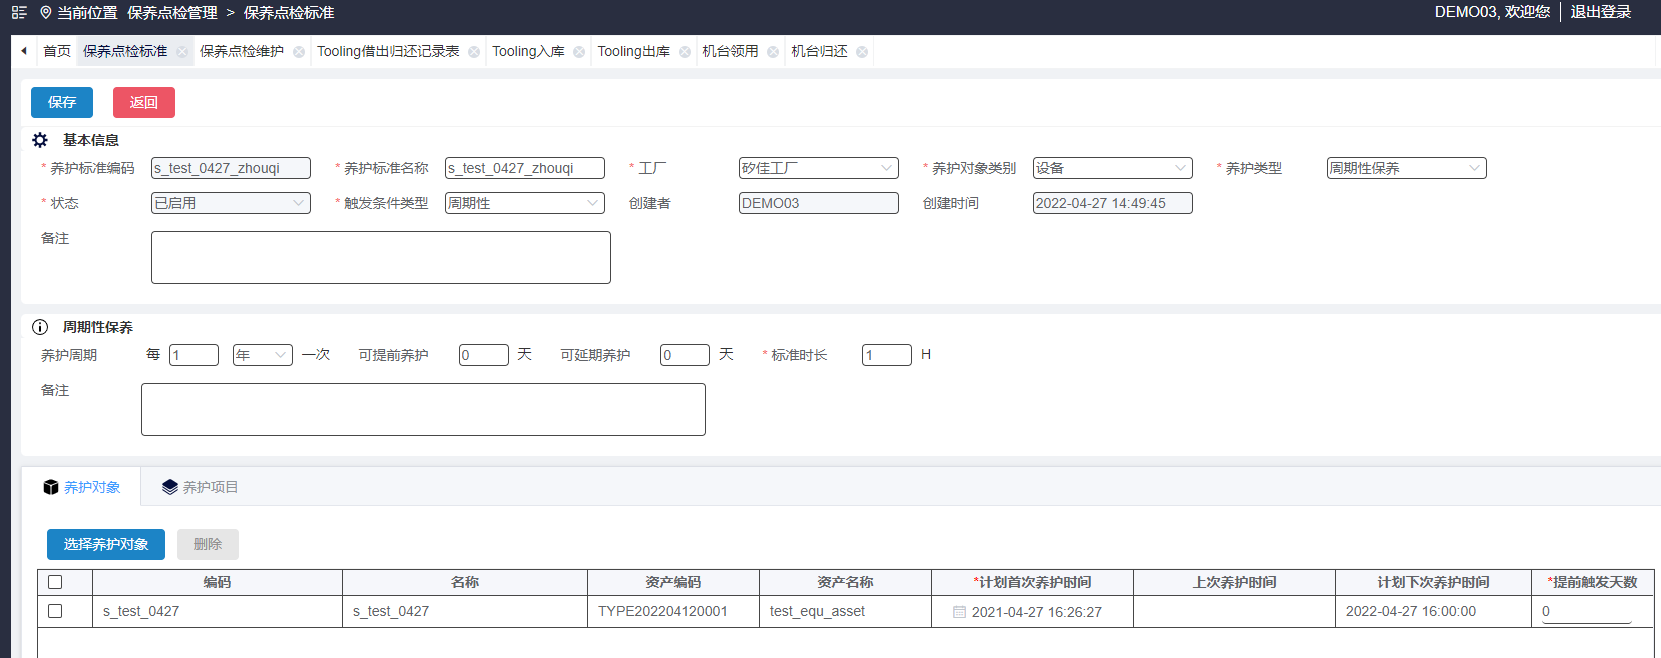 当前位置 保养点检管理 > 保养点检标准 DEMO03, 欢迎您 退出登录
首页 保养点检标准 保养点检维护 Tooling借出归还记录表 Tooling入库 Tooling出库 机台领用 机台归还
保存 返回
基本信息
* 养护标准编码 s_test_0427_zhouqi * 养护标准名称 s_test_0427_zhouqi * 工厂 矽佳工厂 * 养护对象类别 设备 * 养护类型 周期性保养
* 状态 已启用 * 触发条件类型 周期性 创建者 DEMO03 创建时间 2022-04-27 14:49:45
备注
周期性保养
养护周期 每 1 年 一次 可提前养护 0 天 可延期养护 0 天 * 标准时长 1 H
备注
养护对象 养护项目
选择养护对象 删除
编码 名称 资产编码 资产名称 *计划首次养护时间 上次养护时间 计划下次养护时间 *提前触发天数
s_test_0427 s_test_0427 TYPE202204120001 test_equ_asset 2021-04-27 16:26:27 2022-04-27 16:00:00 0